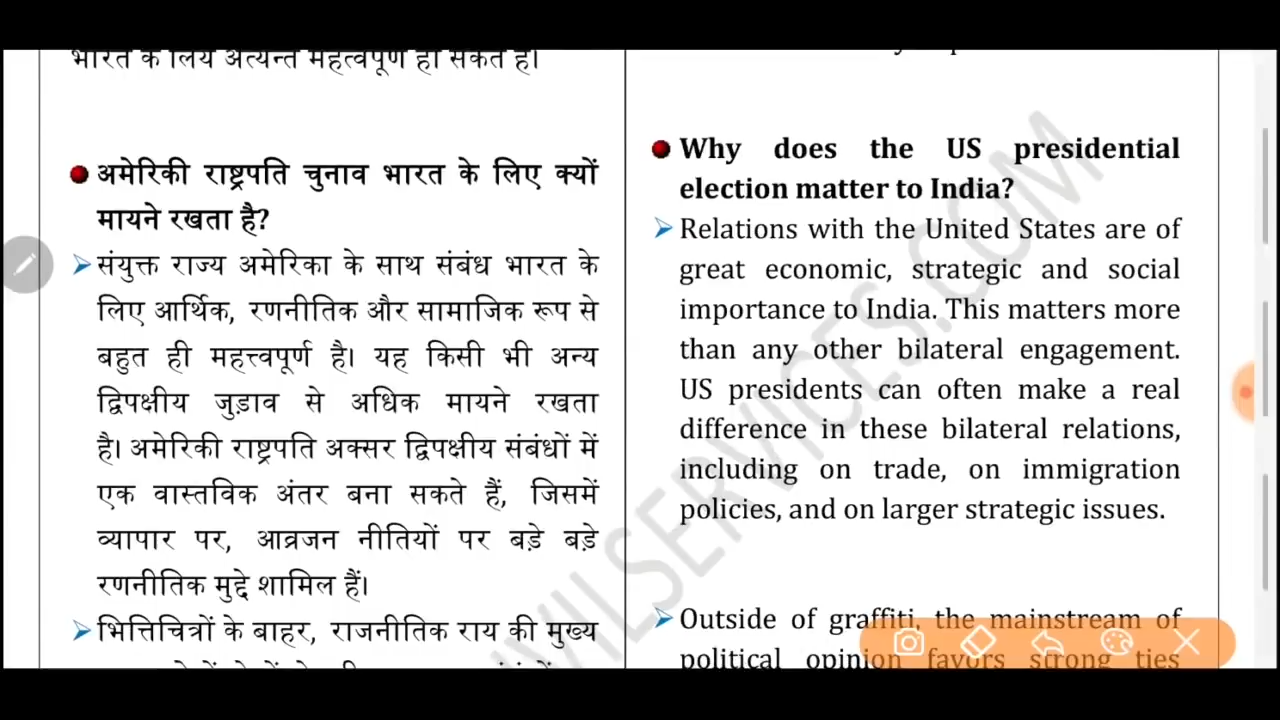 भारत के लिये अत्यन्त महत्वपूर्ण हो सकते हैं।
अमेरिकी राष्ट्रपति चुनाव भारत के लिए क्यों
मायने रखता है?
संयुक्त राज्य अमेरिका के साथ संबंध भारत के
लिए आर्थिक, रणनीतिक और सामाजिक रूप से
बहुत ही महत्त्वपूर्ण है। यह किसी भी अन्य
द्विपक्षीय जुड़ाव से अधिक मायने रखता
है। अमेरिकी राष्ट्रपति अक्सर द्विपक्षीय संबंधों में
एक वास्तविक अंतर बना सकते हैं, जिसमें
व्यापार पर, आव्रजन नीतियों पर बड़े बड़े
रणनीतिक मुद्दे शामिल हैं।
भित्तिचित्रों के बाहर, राजनीतिक राय की मुख्य
Why does the US presidential
election matter to India?
Relations with the United States are of
great economic, strategic and social
importance to India. This matters more
than any other bilateral engagement.
US presidents can often make a real
difference in these bilateral relations,
including on trade, on immigration
policies, and on larger strategic issues.
Outside of graffiti, the mainstream of
political opinion favors strong ties
VILSERVICES.COM